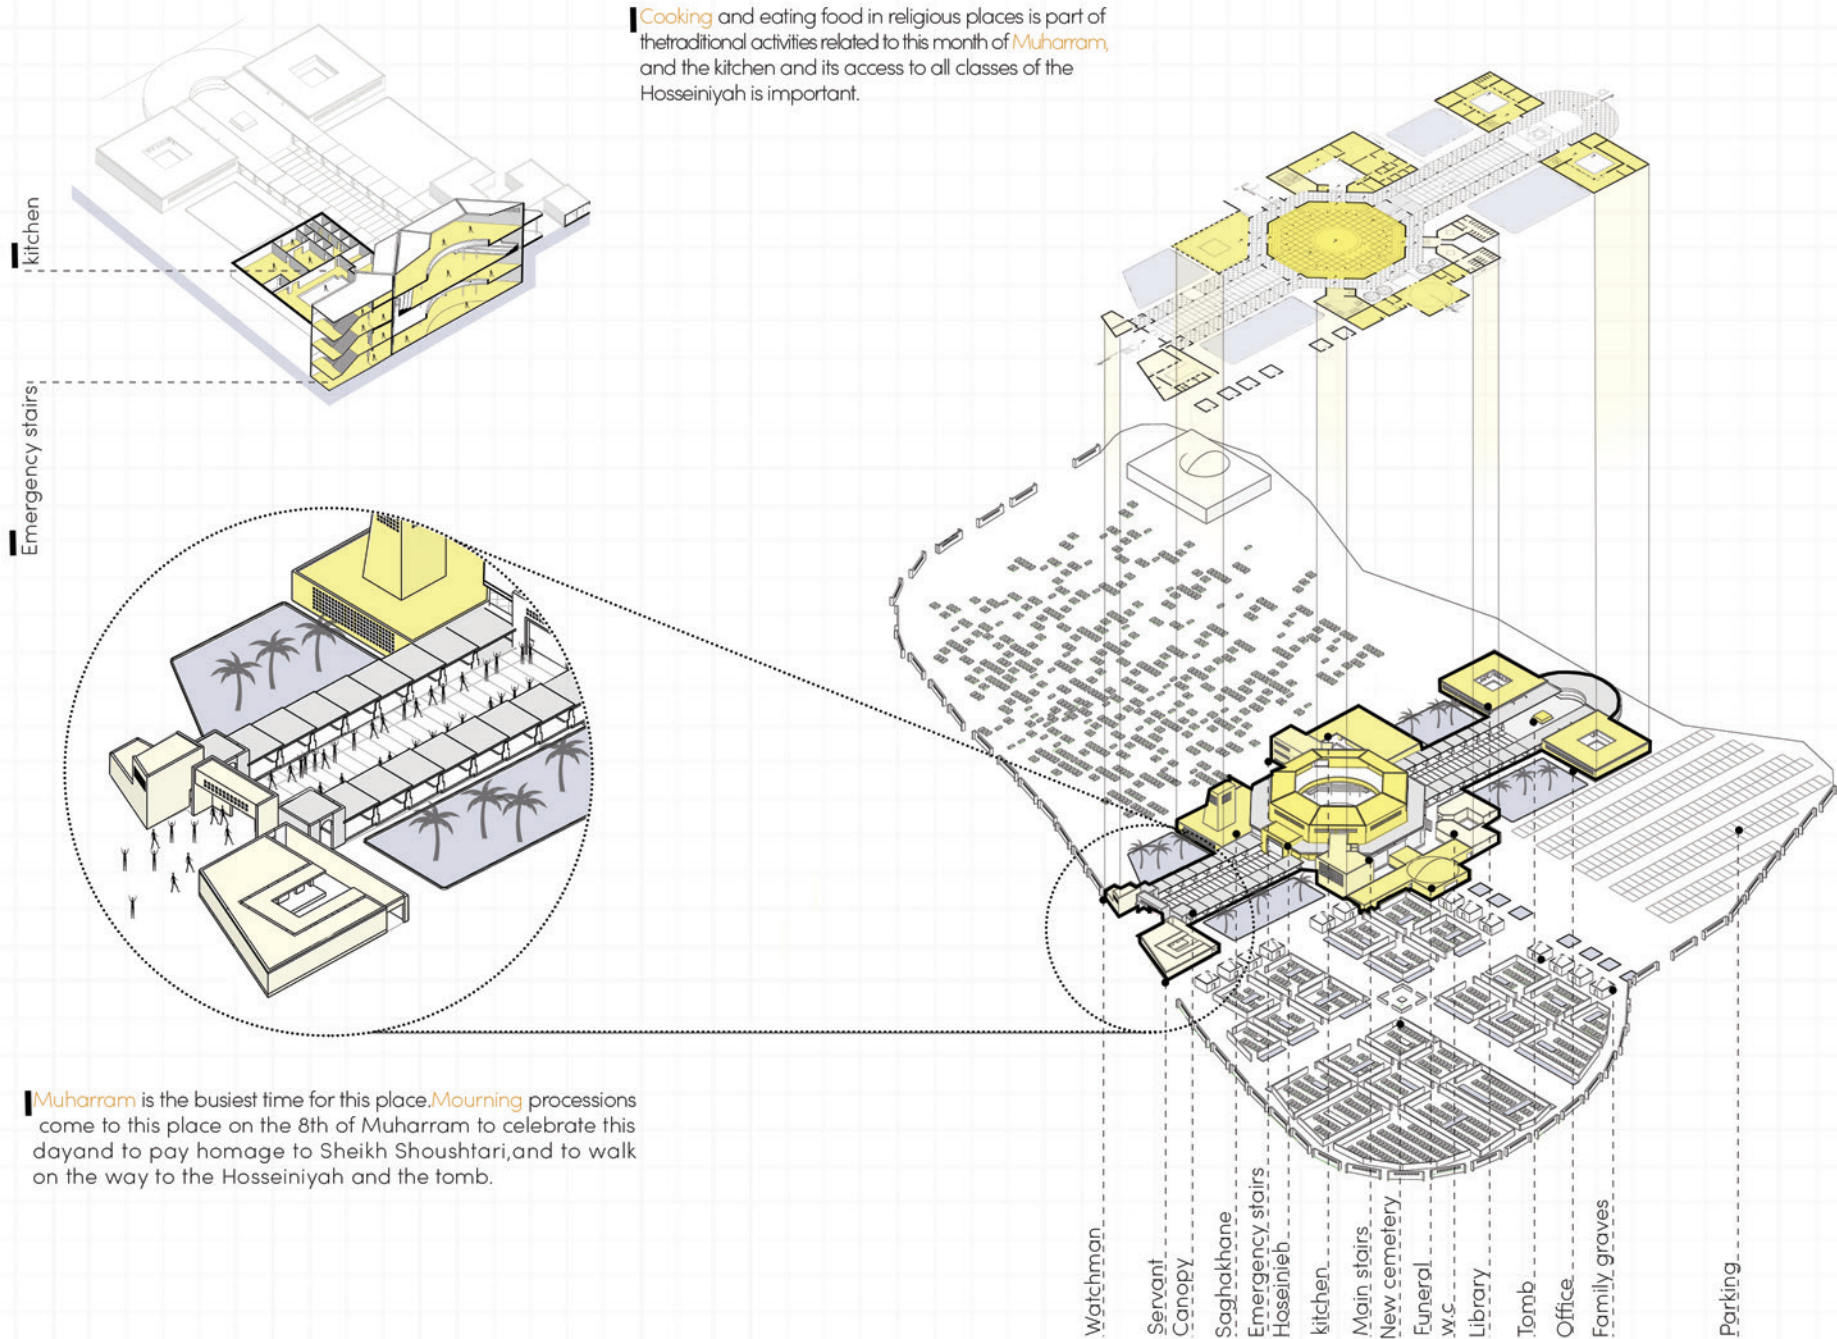 Cooking and eating food in religious places is part of
thetraditional activities related to this month of Muharram,
and the kitchen and its access to all classes of the
Hosseiniyah is important.
kitchen
Emergency stairs
Muharram is the busiest time for this place.Mourning processions
come to this place on the 8th of Muharram to celebrate this
dayand to pay homage to Sheikh Shoushtari,and to walk
on the way to the Hosseiniyah and the tomb.
Watchman
Servant
Canopy
Saghakhane
Emergency stairs
Hoseinieh
kitchen
Main stairs
New cemetery
Funeral
w.c
Library
Tomb
Office
Family graves
Parking